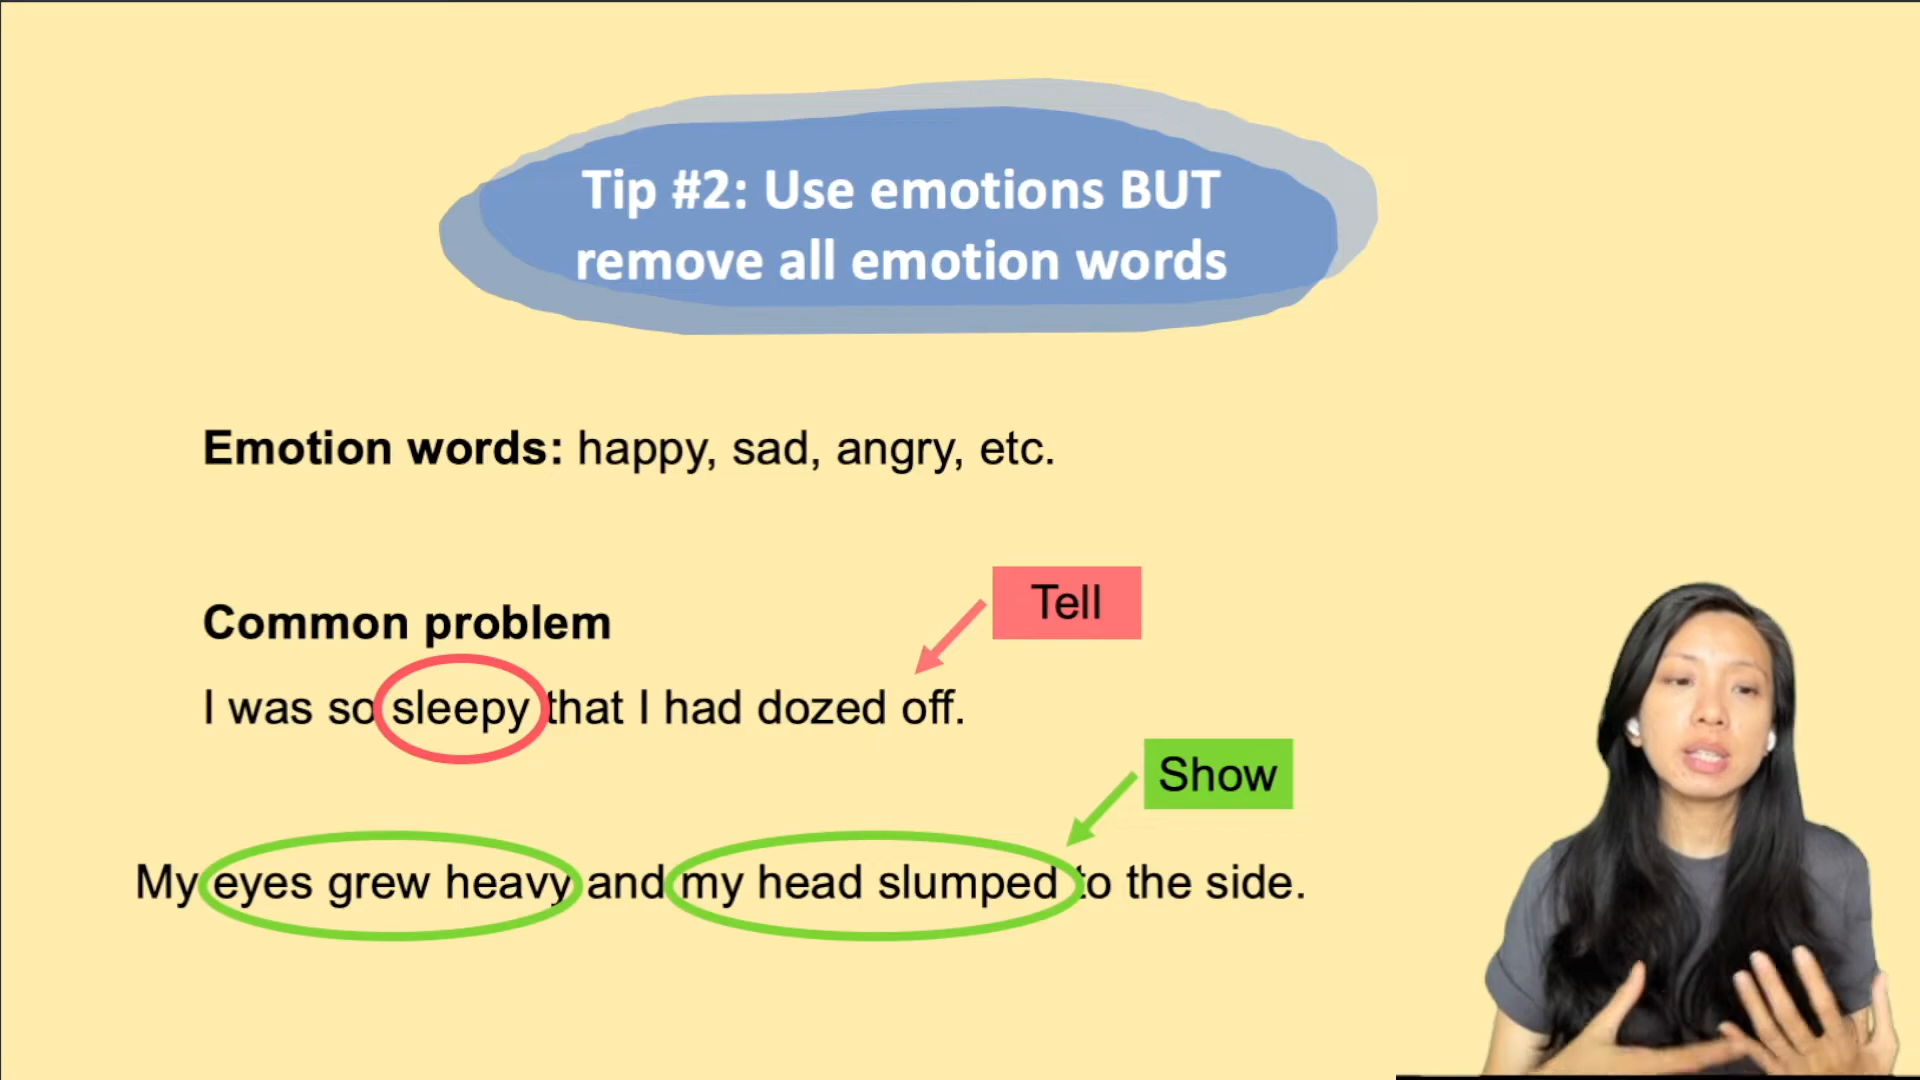 Tip #2: Use emotions BUT
remove all emotion words
Emotion words: happy, sad, angry, etc.
Tell
Common problem
I was so sleepy that I had dozed off.
Show
My eyes grew heavy and my head slumped to the side.